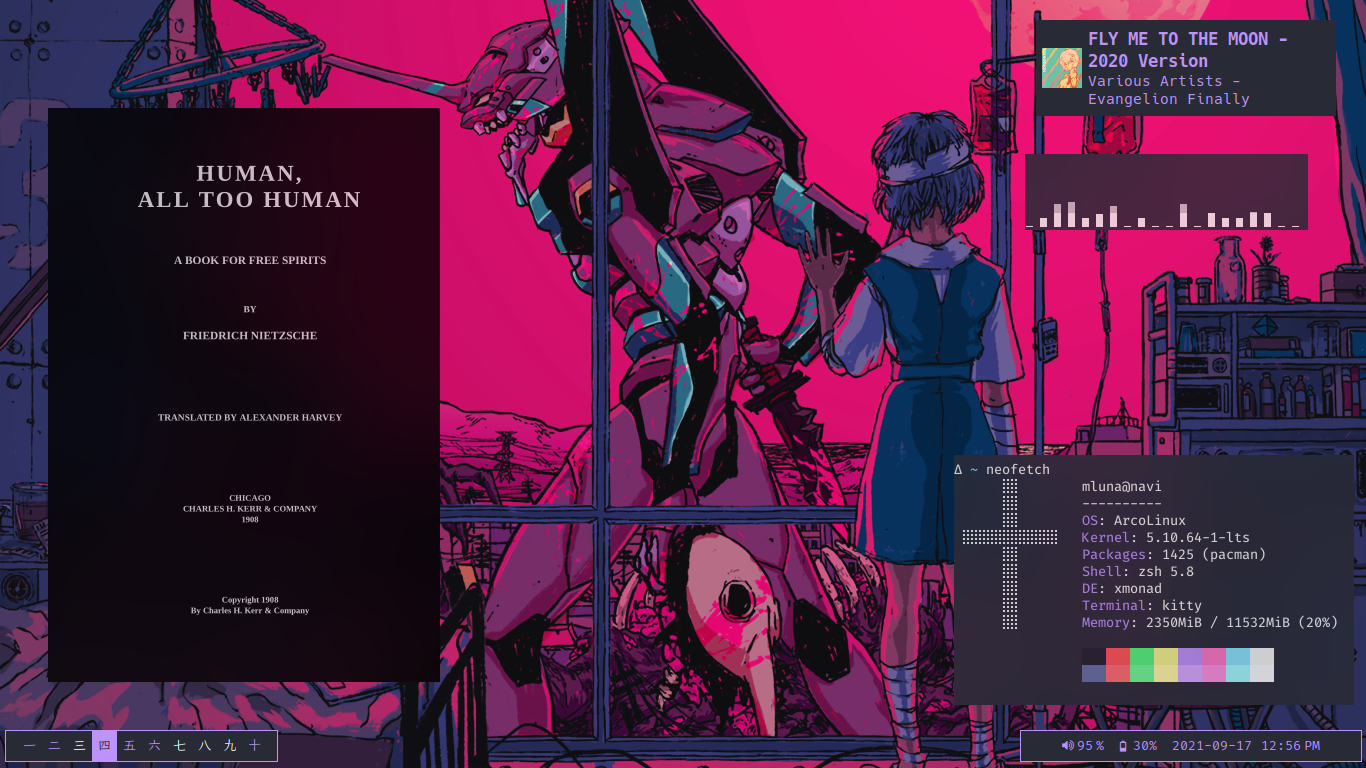 HUMAN,
ALL TOO HUMAN
A BOOK FOR FREE SPIRITS
BY
FRIEDRICH NIETZSCHE
TRANSLATED BY ALEXANDER HARVEY
CHICAGO
CHARLES H. KERR & COMPANY
1908
Copyright 1908
By Charles H. Kerr & Company
FLY ME TO THE MOON -
2020 Version
Various Artists -
Evangelion Finally
Δ ~ neofetch
mluna@navi
----------
OS: ArcoLinux
Kernel: 5.10.64-1-lts
Packages: 1425 (pacman)
Shell: zsh 5.8
DE: xmonad
Terminal: kitty
Memory: 2350MiB / 11532MiB (20%)
一 二 三 四 五 六 七 八 九 十
95% 30% 2021-09-17 12:56 PM